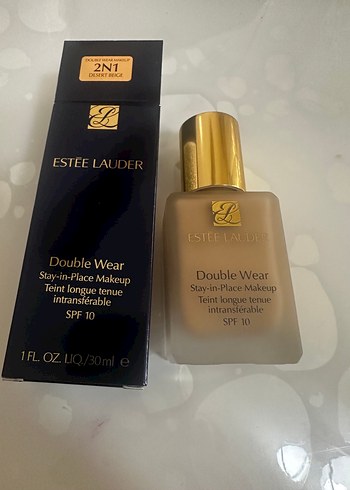 DOUBLE WEAR MAKEUP
2N1
DESERT BEIGE
ESTĒE LAUDER
Double Wear
Stay-in-Place Makeup
Teint longue tenue
intransférable
SPF 10
1 FL. OZ. LIQ./30ml e
ESTĒE LAUDER
Double Wear
Stay-in-Place Makeup
Teint longue tenue
intransférable
SPF 10